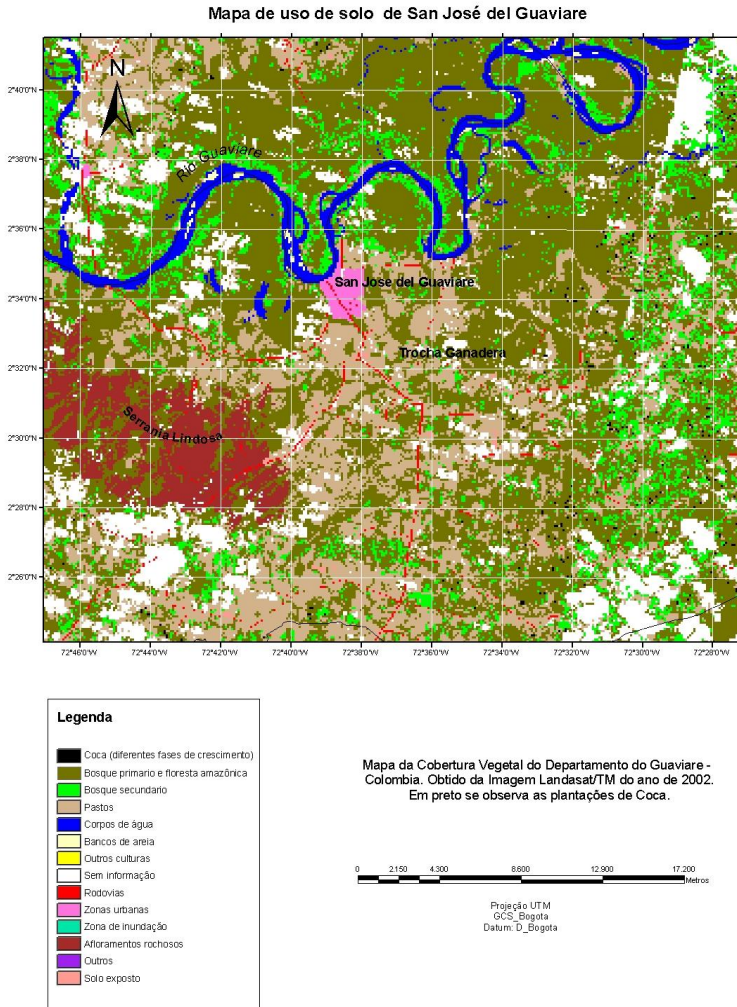 Mapa de uso de solo de San José del Guaviare
N
2°40'0"N
2°38'0"N
2°36'0"N
2°34'0"N
2°32'0"N
2°30'0"N
2°28'0"N
2°26'0"N
Rio Guaviare
San Jose del Guaviare
Trocha Ganadera
Serrania Lindosa
72°46'0"W 72°44'0"W 72°42'0"W 72°40'0"W 72°38'0"W 72°36'0"W 72°34'0"W 72°32'0"W 72°30'0"W 72°28'0"W
Legenda
Coca (diferentes fases de crescimento)
Bosque primario e floresta amazônica
Bosque secundario
Pastos
Corpos de água
Bancos de areia
Outros culturas
Sem informação
Rodovias
Zonas urbanas
Zona de inundação
Afloramentos rochosos
Outros
Solo exposto
Mapa da Cobertura Vegetal do Departamento do Guaviare -
Colombia. Obtido da Imagem Landasat/TM do ano de 2002.
Em preto se observa as plantações de Coca.
0 2.150 4.300 8.600 12.900 17.200
Metros
Projeção UTM
GCS_Bogota
Datum: D_Bogota